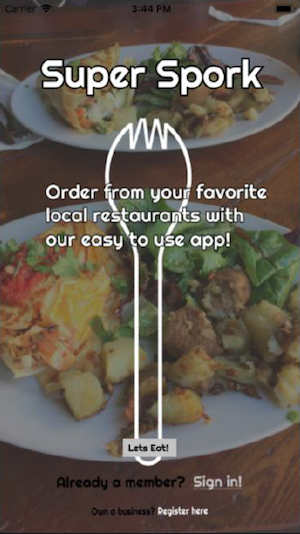 Carrier 3:44 PM
Super Spork
Order from your favorite
local restaurants with
our easy to use app!
Lets Eat!
Already a member? Sign in!
Own a business? Register here